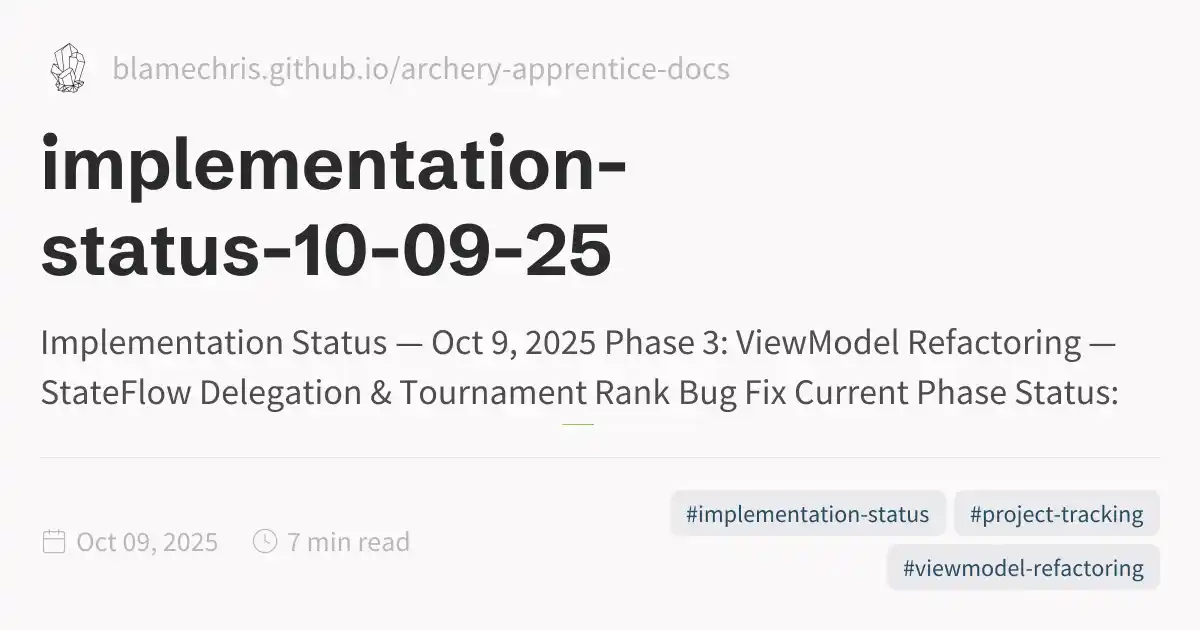 blamechris.github.io/archery-apprentice-docs
implementation-
status-10-09-25
Implementation Status — Oct 9, 2025 Phase 3: ViewModel Refactoring —
StateFlow Delegation & Tournament Rank Bug Fix Current Phase Status:
Oct 09, 2025
7 min read
#implementation-status
#project-tracking
#viewmodel-refactoring